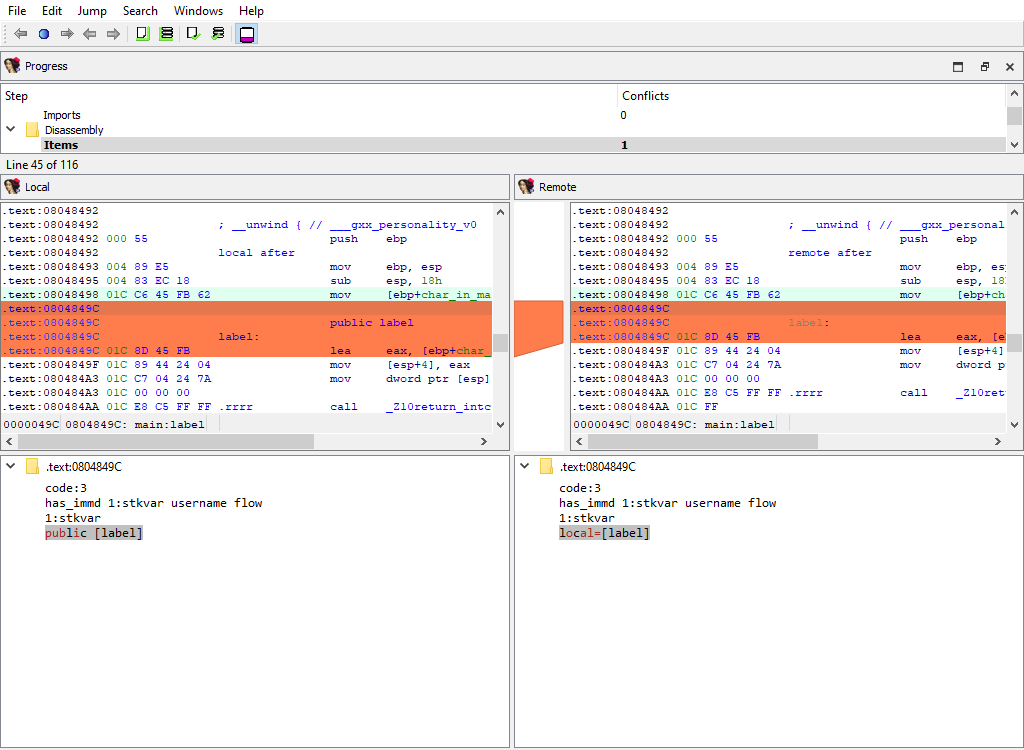 File Edit Jump Search Windows Help
Progress
Step Conflicts
Imports 0
Disassembly
Items 1
Line 45 of 116
Local
.text:08048492
.text:08048492 ; __unwind { // ___gxx_personality_v0
.text:08048492 000 55 push ebp
.text:08048492 local after
.text:08048493 004 89 E5 mov ebp, esp
.text:08048495 004 83 EC 18 sub esp, 18h
.text:08048498 01C C6 45 FB 62 mov [ebp+char_in_ma
.text:0804849C
.text:0804849C public label
.text:0804849C label:
.text:0804849C 01C 8D 45 FB lea eax, [ebp+char_
.text:0804849F 01C 89 44 24 04 mov [esp+4], eax
.text:080484A3 01C C7 04 24 7A mov dword ptr [esp]
.text:080484A3 01C 00 00 00
.text:080484AA 01C E8 C5 FF FF .rrrr call _Z10return_intc
0000049C 0804849C: main:label
Remote
.text:08048492
.text:08048492 ; __unwind { // ___gxx_personal
.text:08048492 000 55 push ebp
.text:08048492 remote after
.text:08048493 004 89 E5 mov ebp, es
.text:08048495 004 83 EC 18 sub esp, 18
.text:08048498 01C C6 45 FB 62 mov [ebp+ch
.text:0804849C
.text:0804849C label:
.text:0804849C 01C 8D 45 FB lea eax, [e
.text:0804849F 01C 89 44 24 04 mov [esp+4]
.text:080484A3 01C C7 04 24 7A mov dword p
.text:080484A3 01C 00 00 00
.text:080484AA 01C E8 C5 FF FF .rrrr call _Z10ret
.text:080484AA 01C FF
0000049C 0804849C: main:label
.text:0804849C
code:3
has_immd 1:stkvar username flow
1:stkvar
public [label]
.text:0804849C
code:3
has_immd 1:stkvar username flow
1:stkvar
local=[label]